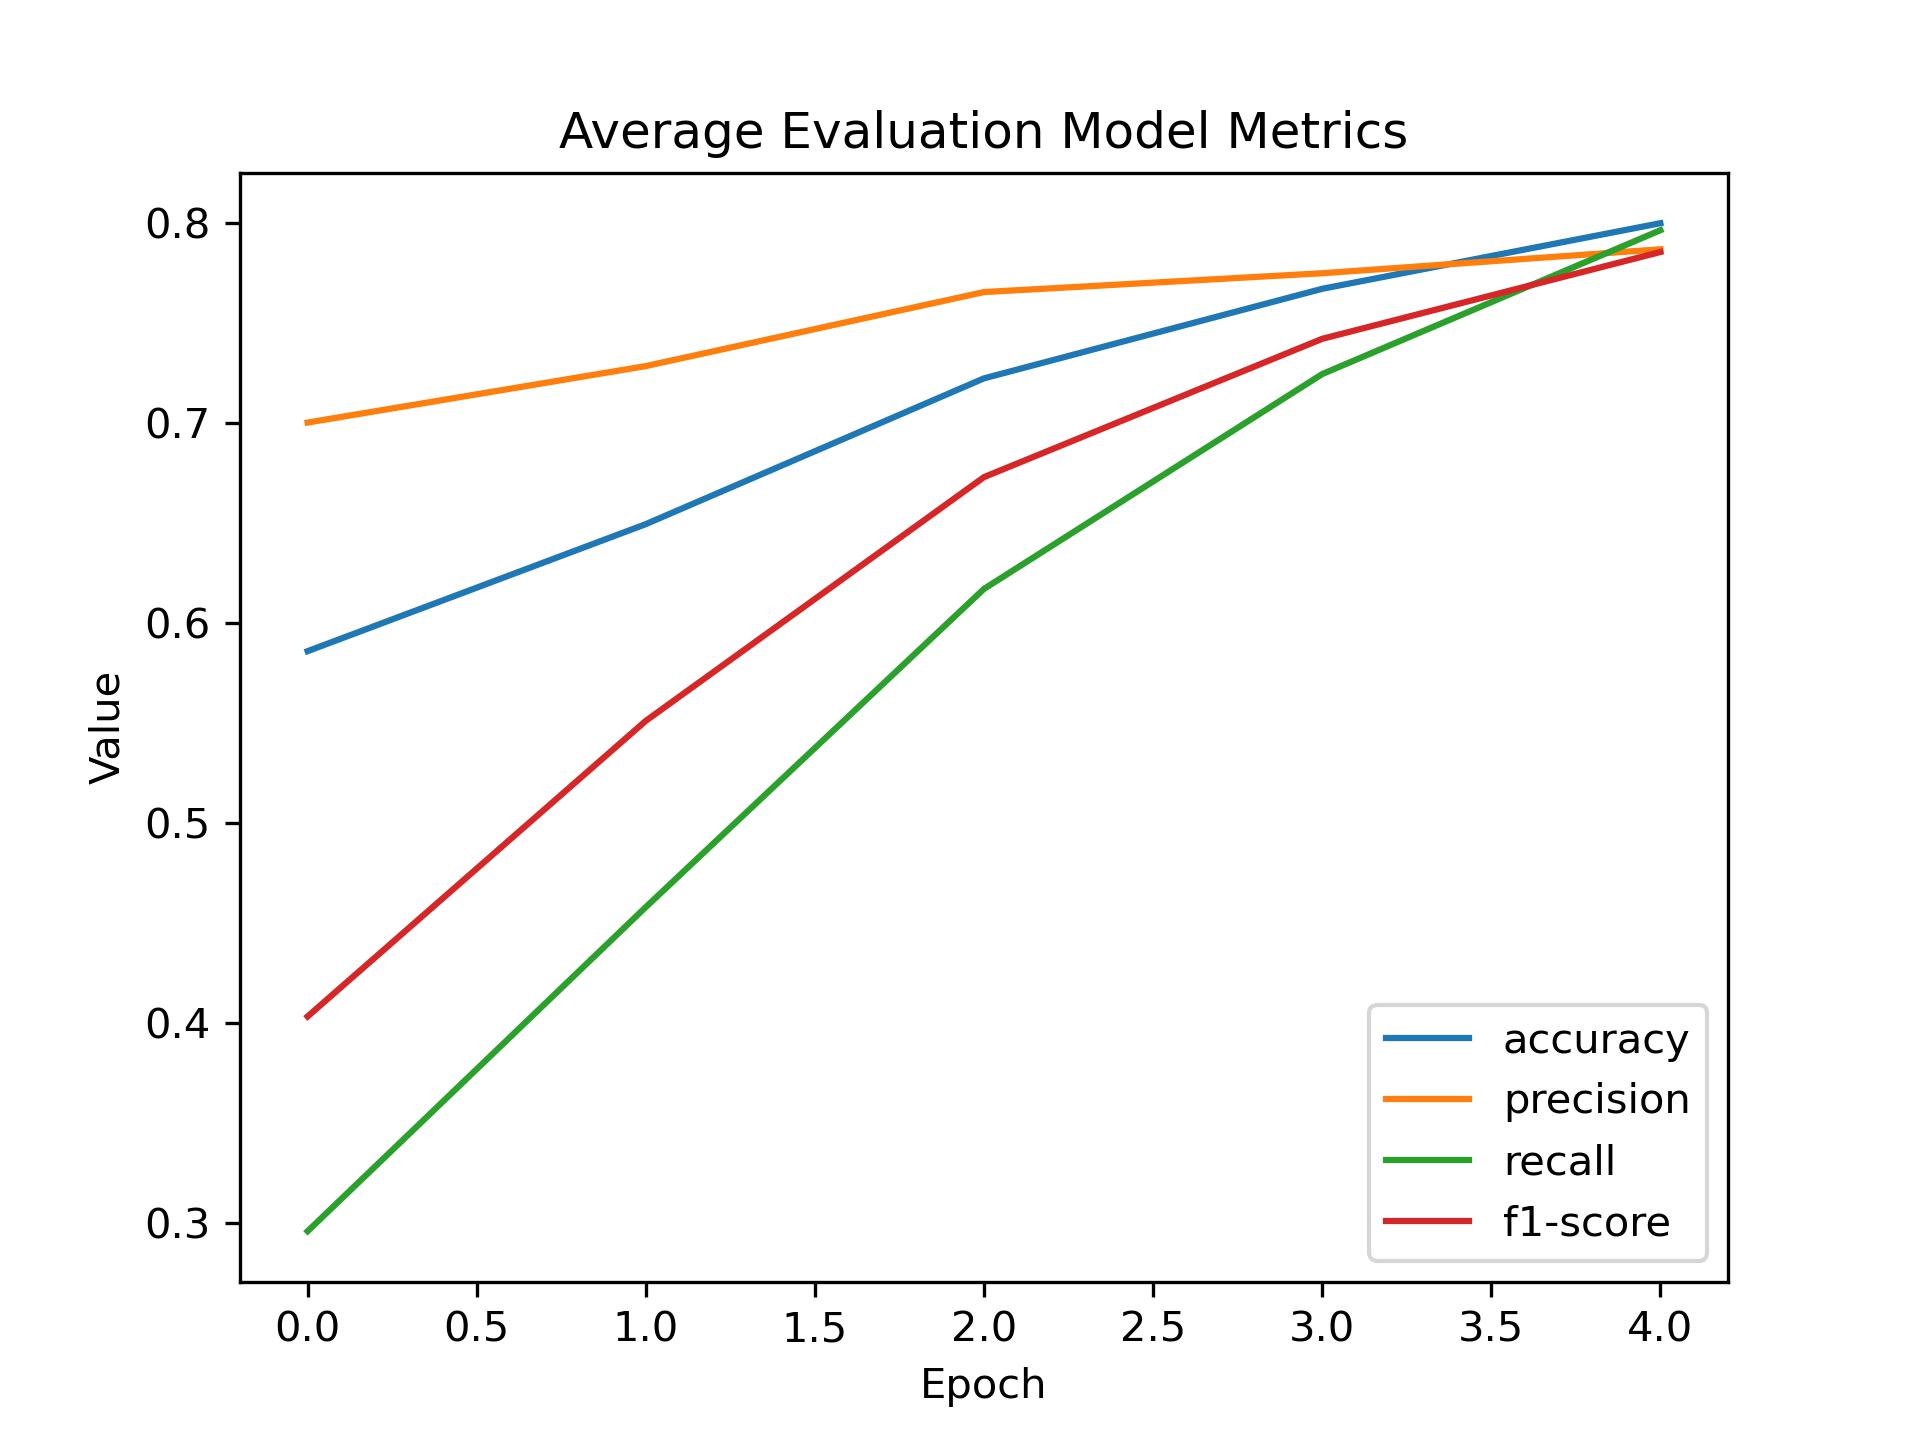 Average Evaluation Model Metrics
0.8
0.7
0.6
0.5
0.4
0.3
Value
accuracy
precision
recall
f1-score
0.0 0.5 1.0 1.5 2.0 2.5 3.0 3.5 4.0
Epoch